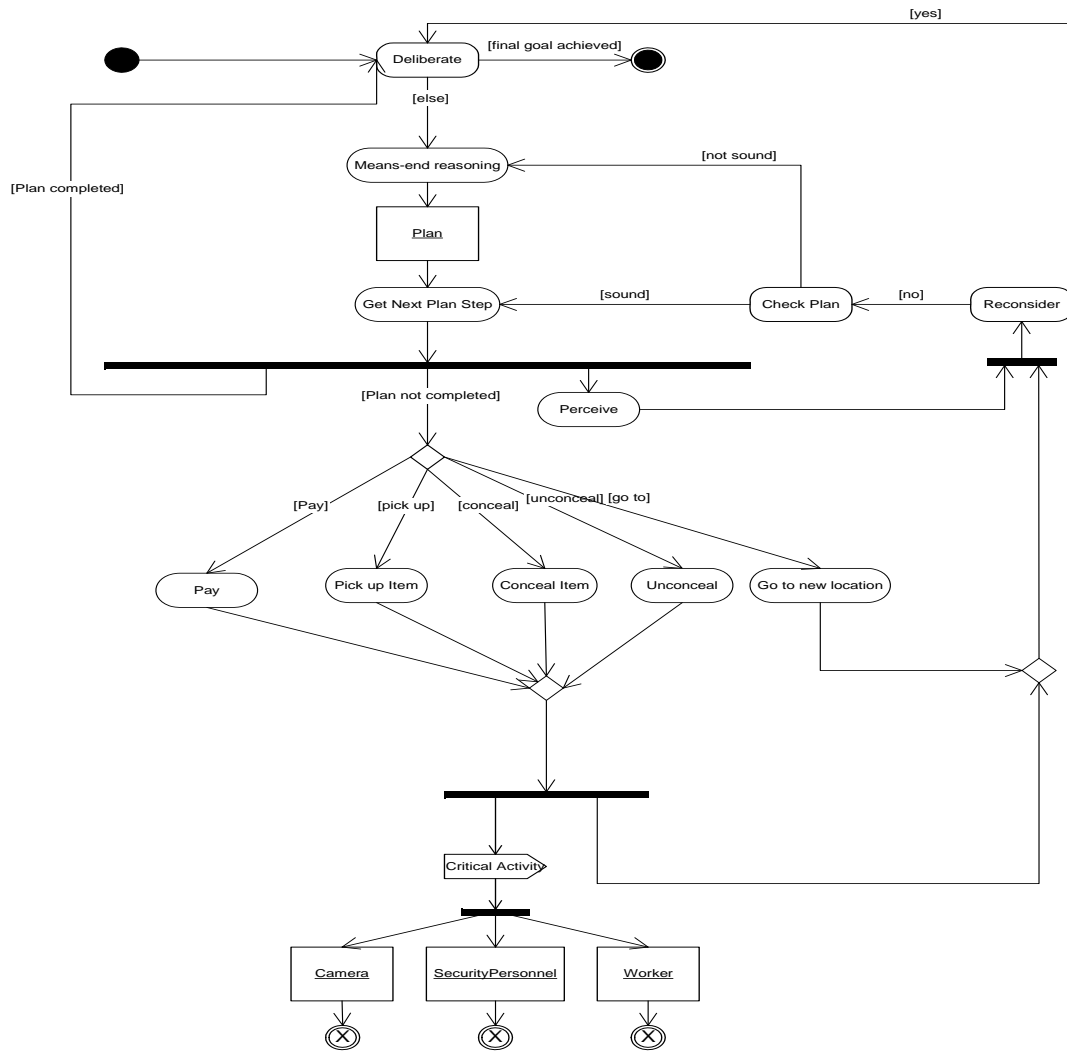 [yes]
[final goal achieved]
Deliberate
[else]
Means-end reasoning
[not sound]
[Plan completed]
Plan
Get Next Plan Step
[sound]
Check Plan
[no]
Reconsider
[Plan not completed]
Perceive
[Pay]
[pick up]
[conceal]
[unconceal]
[go to]
Pay
Pick up Item
Conceal Item
Unconceal
Go to new location
Critical Activity
Camera
SecurityPersonnel
Worker
X
X
X